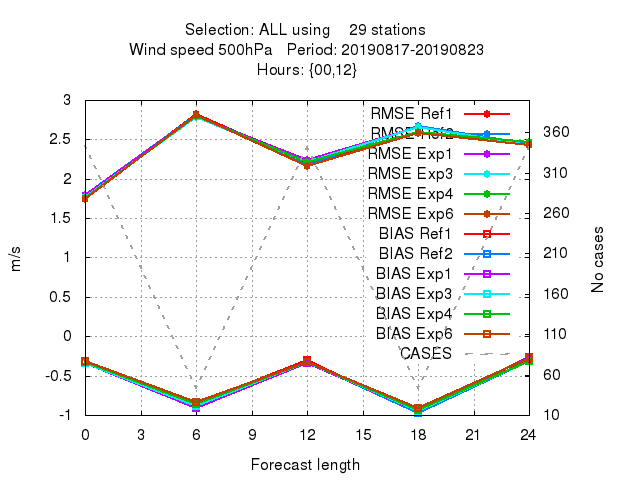 Selection: ALL using 29 stations
Wind speed 500hPa Period: 20190817-20190823
Hours: {00,12}
3
2.5
2
1.5
1
0.5
0
-0.5
-1
m/s
RMSE Ref1
RMSE Ref2
RMSE Exp1
RMSE Exp3
RMSE Exp4
RMSE Exp6
BIAS Ref1
BIAS Ref2
BIAS Exp1
BIAS Exp3
BIAS Exp4
BIAS Exp6
CASES
360
310
260
210
160
110
60
10
No cases
0 3 6 9 12 15 18 21 24
Forecast length